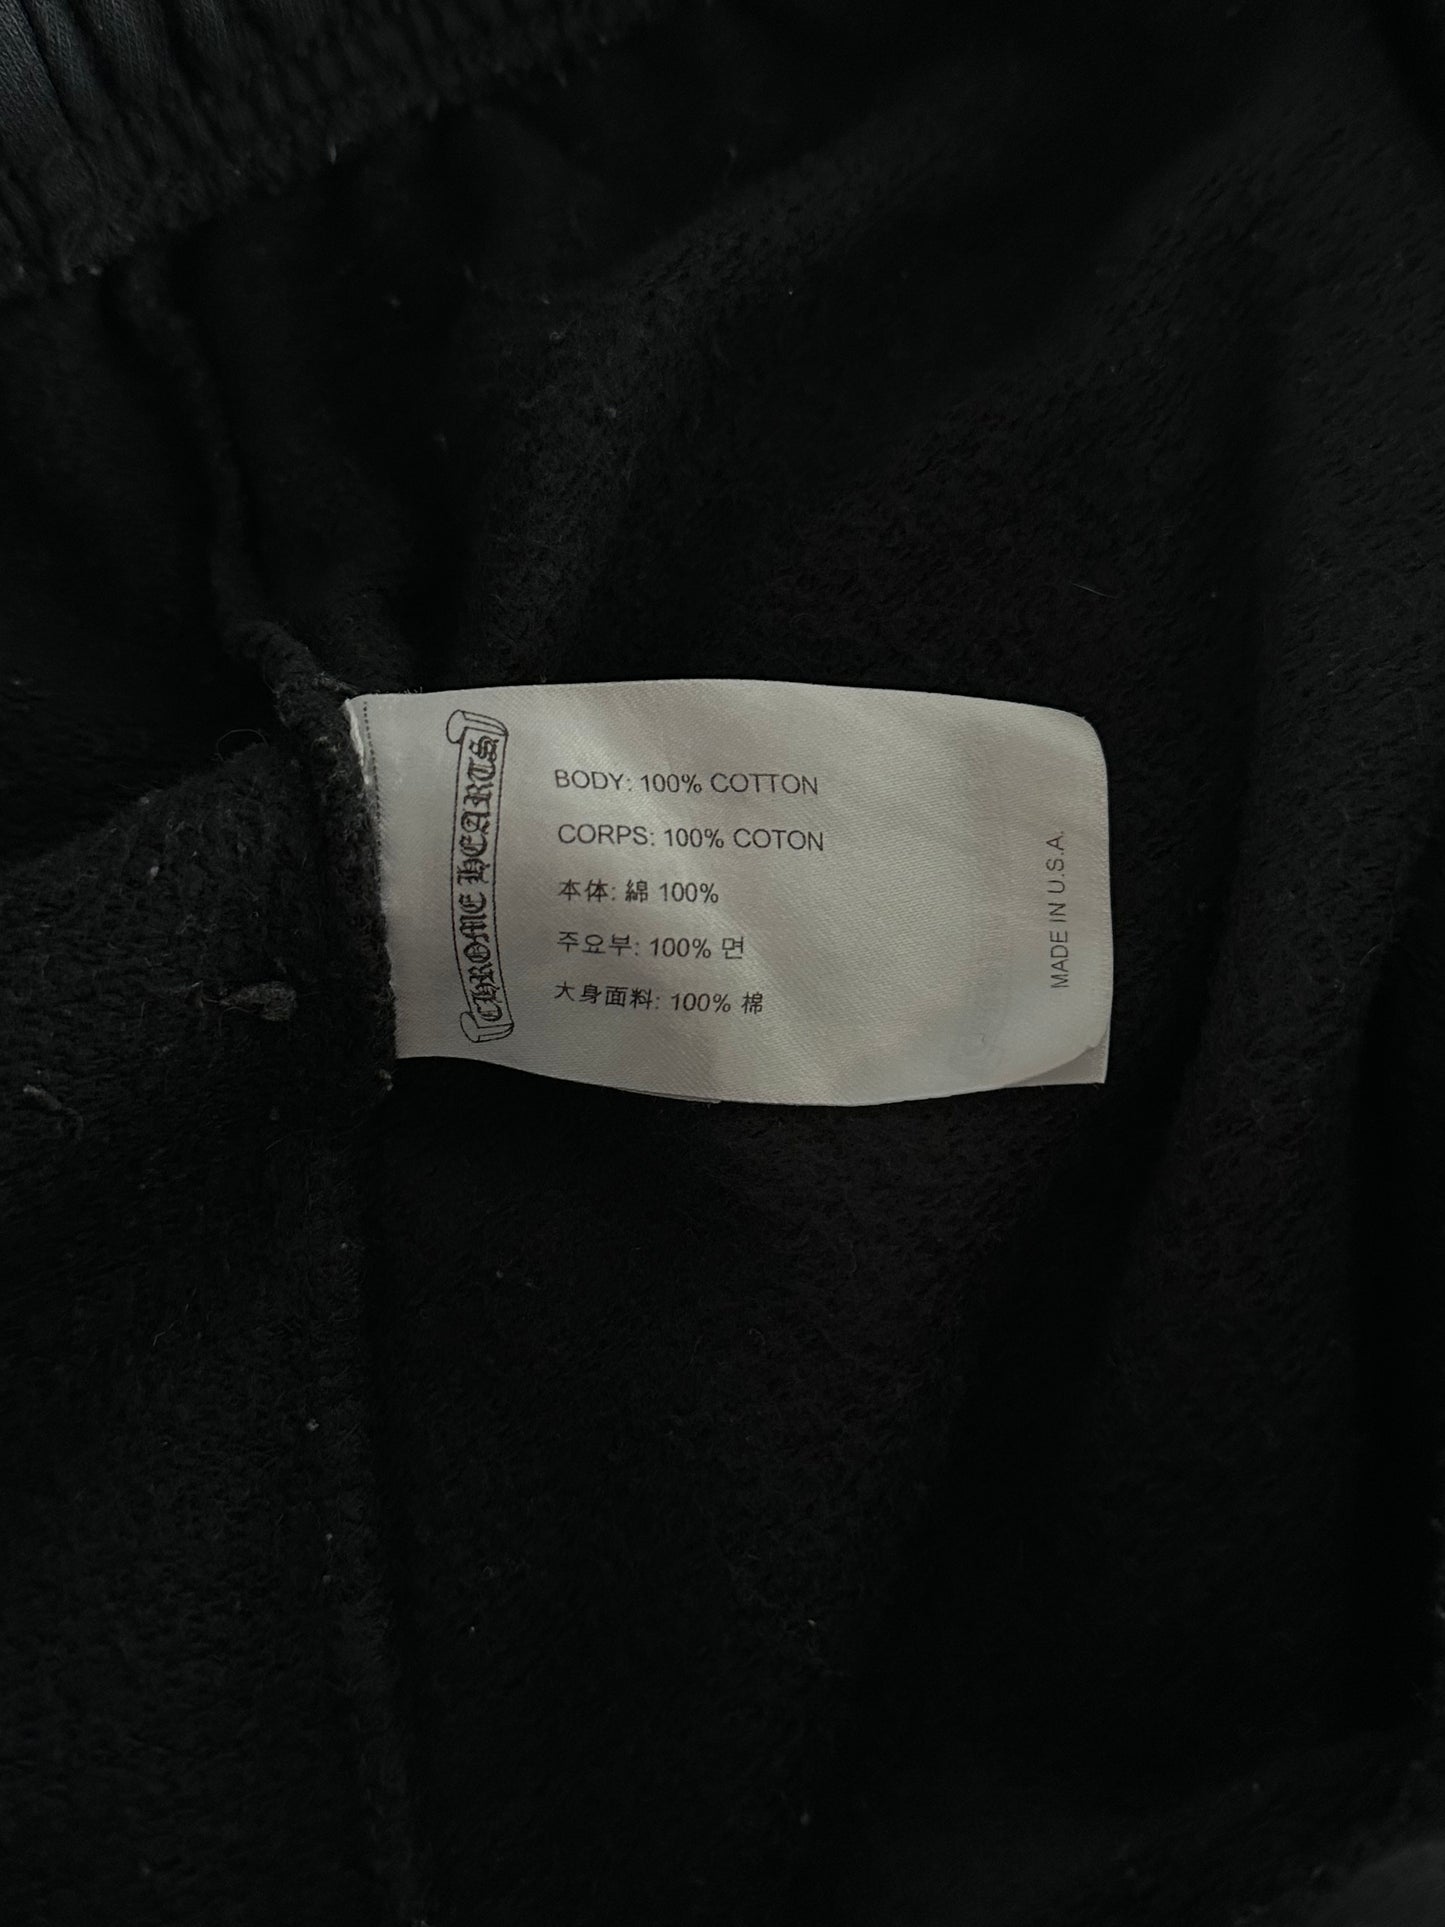 CHROME HEARTS
BODY: 100% COTTON
CORPS: 100% COTON
本体: 綿 100%
주요부: 100% 면
大身面料: 100% 棉
MADE IN U.S.A.